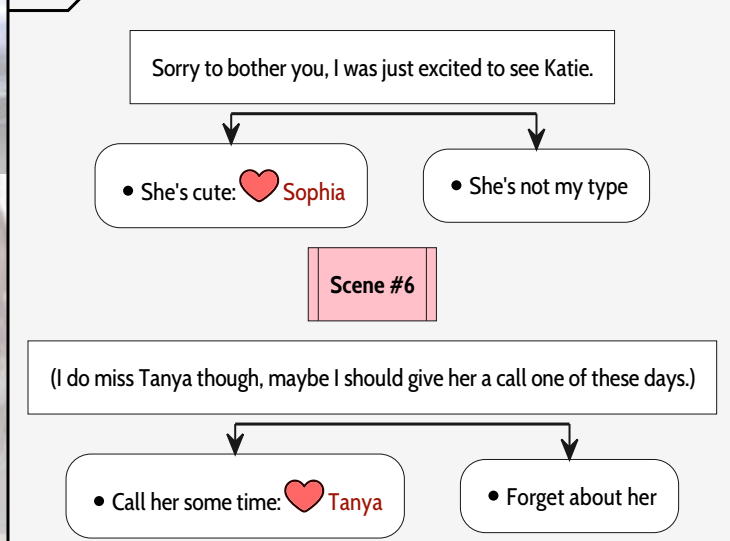 Sorry to bother you, I was just excited to see Katie.
• She's cute: Sophia
• She's not my type
Scene #6
(I do miss Tanya though, maybe I should give her a call one of these days.)
• Call her some time: Tanya
• Forget about her